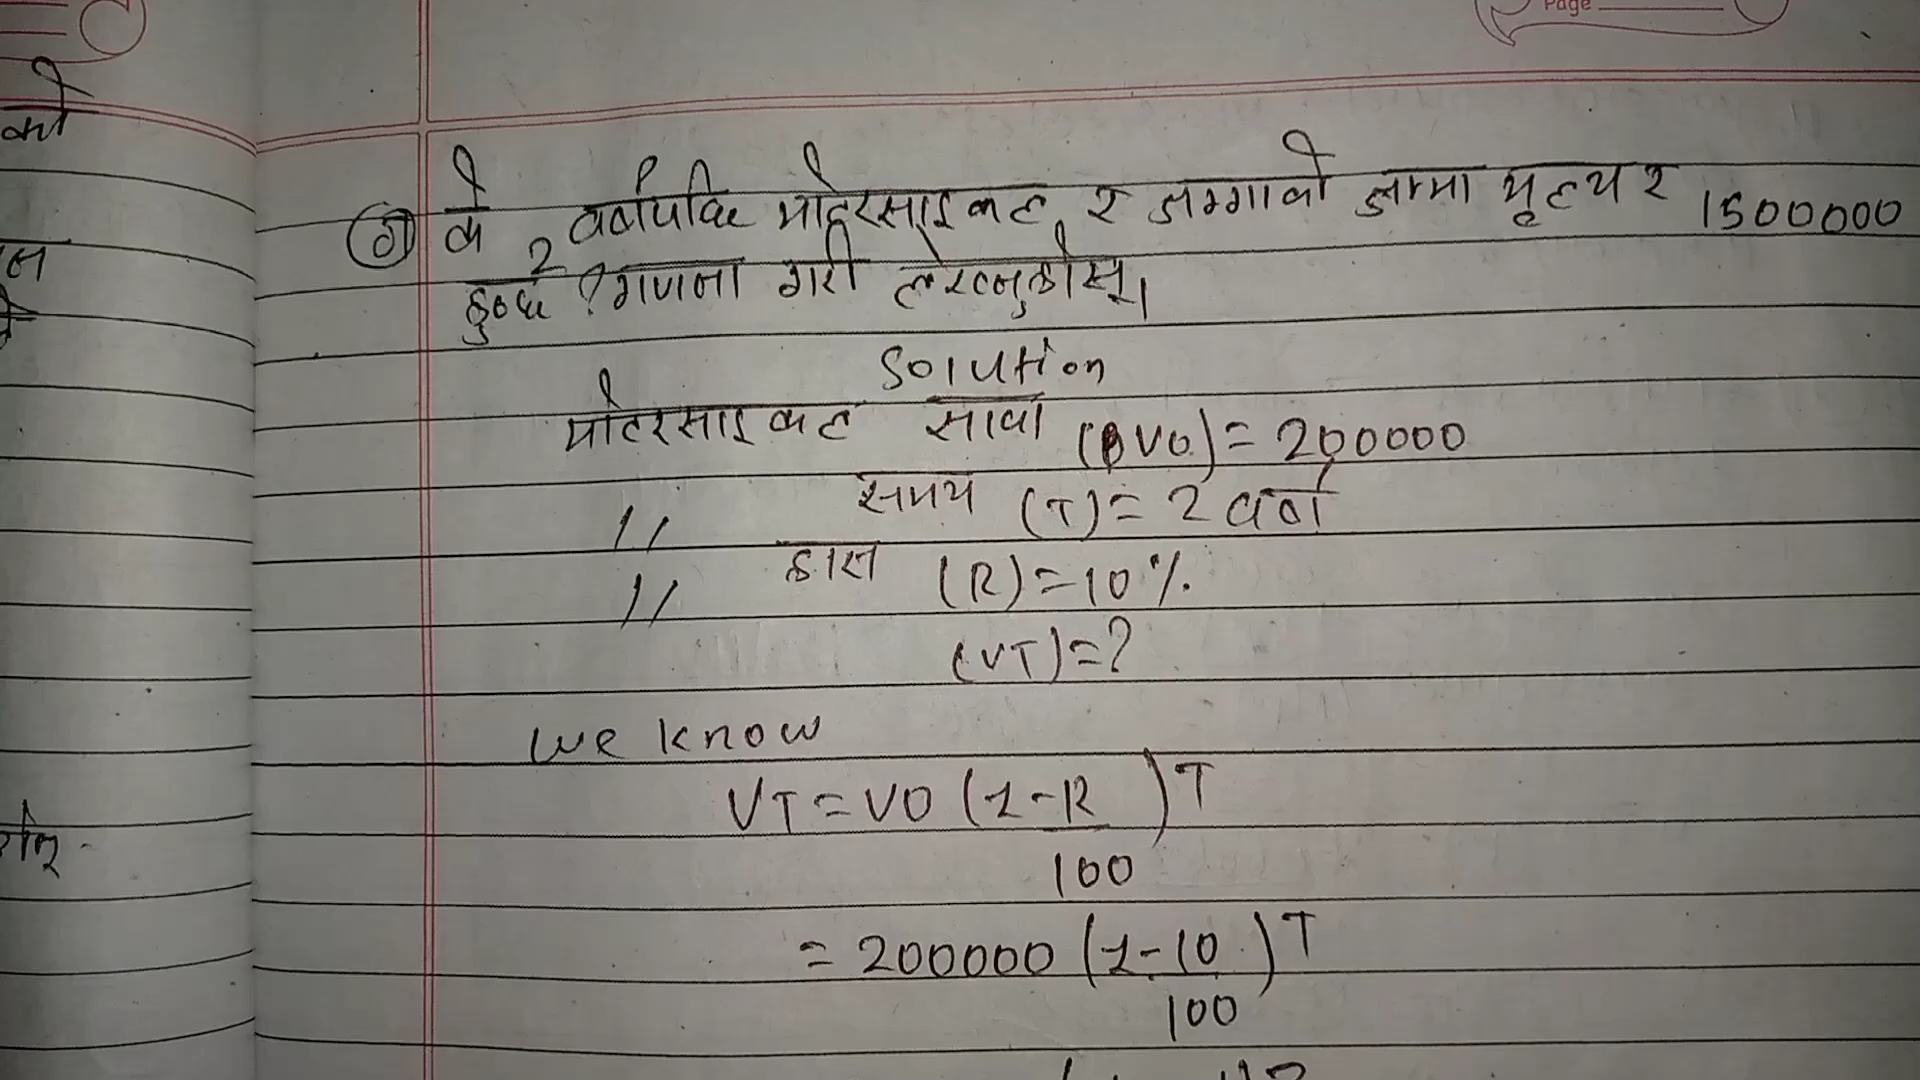 Page
को
ल
(ग) के 2 वर्षपछि मोटरसाइकल र जग्गाको जम्मा मूल्य रु 1500000
हुन्छ ? गणना गरी लेख्नुहोस्।
Solution
मोटरसाइकल सावा (VO) = 200000
// समय (T) = 2 वर्ष
// ह्रास (R) = 10%
(VT) = ?
we know
VT = VO (1 - R )T
100
= 200000 (1 - 10 )T
100